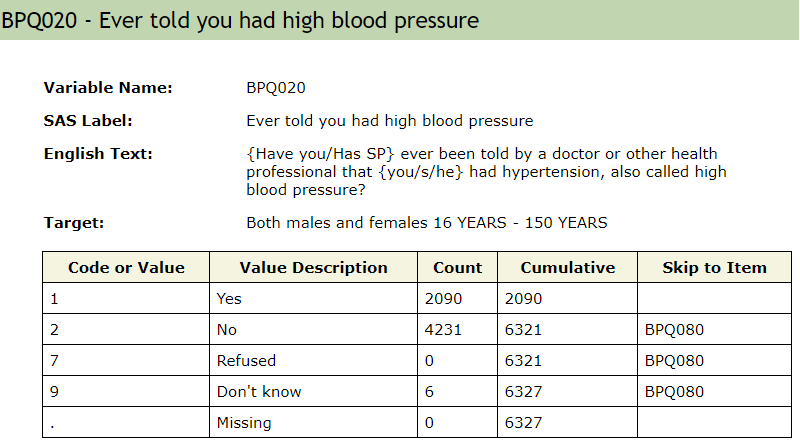 BPQ020 - Ever told you had high blood pressure
Variable Name: BPQ020
SAS Label: Ever told you had high blood pressure
English Text: {Have you/Has SP} ever been told by a doctor or other health
professional that {you/s/he} had hypertension, also called high
blood pressure?
Target: Both males and females 16 YEARS - 150 YEARS
Code or Value Value Description Count Cumulative Skip to Item
1 Yes 2090 2090
2 No 4231 6321 BPQ080
7 Refused 0 6321 BPQ080
9 Don't know 6 6327 BPQ080
. Missing 0 6327